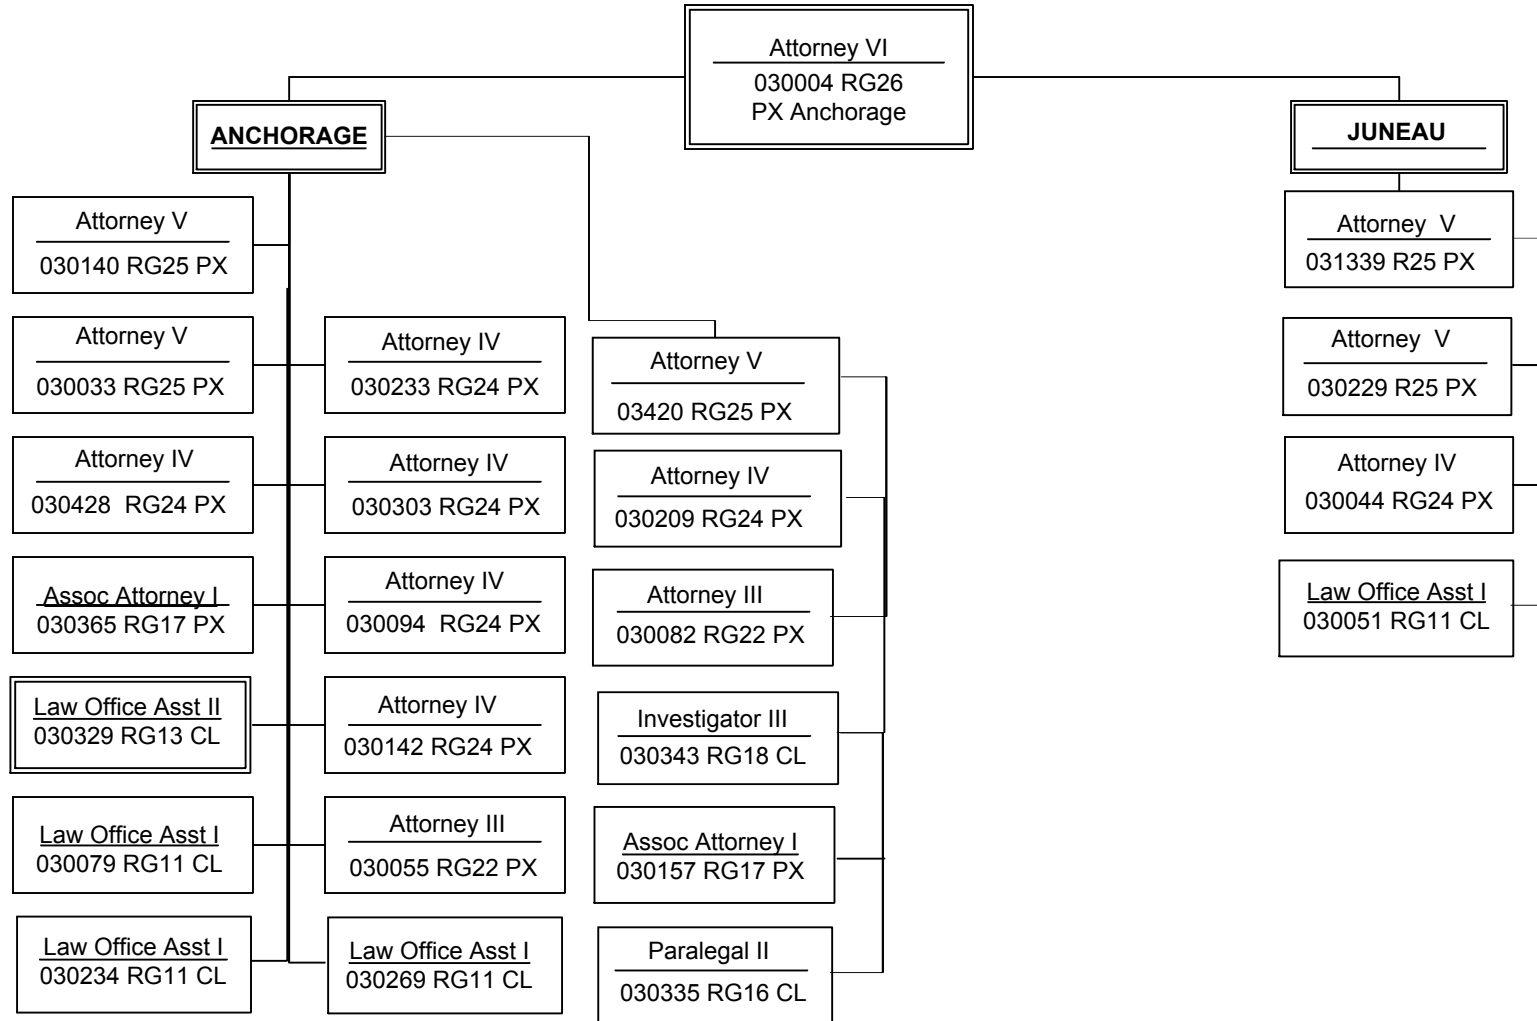 Attorney VI
030004 RG26
PX Anchorage
ANCHORAGE
JUNEAU
Attorney V
030140 RG25 PX
Attorney V
030033 RG25 PX
Attorney IV
030428 RG24 PX
Assoc Attorney I
030365 RG17 PX
Law Office Asst II
030329 RG13 CL
Law Office Asst I
030079 RG11 CL
Law Office Asst I
030234 RG11 CL
Attorney IV
030233 RG24 PX
Attorney IV
030303 RG24 PX
Attorney IV
030094 RG24 PX
Attorney IV
030142 RG24 PX
Attorney III
030055 RG22 PX
Law Office Asst I
030269 RG11 CL
Attorney V
03420 RG25 PX
Attorney IV
030209 RG24 PX
Attorney III
030082 RG22 PX
Investigator III
030343 RG18 CL
Assoc Attorney I
030157 RG17 PX
Paralegal II
030335 RG16 CL
Attorney V
031339 R25 PX
Attorney V
030229 R25 PX
Attorney IV
030044 RG24 PX
Law Office Asst I
030051 RG11 CL